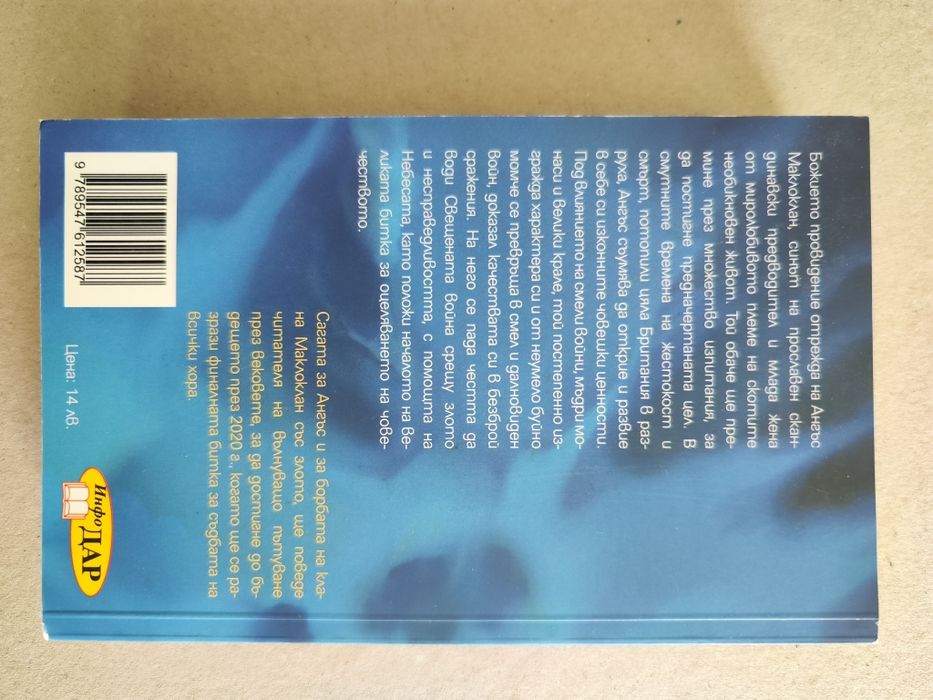 Божието провидение отрежда на Ангъс
Маклоклан, синът на прославен скан-
динавски предводител и млада жена
от миролюбивото племе на скотите
необикновен живот. Той обаче ще пре-
мине през множество изпитания, за
да постигне предначертаната цел. В
смутните времена на жестокост и
смърт, потопили цяла Британия в раз-
руха, Ангъс съумява да открие и развие
в себе си изконните човешки ценности.
Под влиянието на смели войни, мъдри мо-
наси и велики крале, той постепенно из-
гражда характера си и от неумело буйно
момче се превръща в смел и далновиден
войн, доказал качествата си в безброй
сражения. На него се пада честта да
води Свещената война срещу злото
и несправедливостта, с помощта на
Небесата, като положи началото на ве-
ликата битка за оцеляването на чове-
чеството.
Сагата за Ангъс и за борбата на кла-
на Маклоклан със злото, ще поведе
читателя на вълнуващо пътуване
през вековете, за да достигне до бъ-
дещето през 2020 г., когато ще се ра-
зрази финалната битка за съдбата на
всички хора.
9 789547 612587
Цена: 14 лв.
Инфо
ДАР